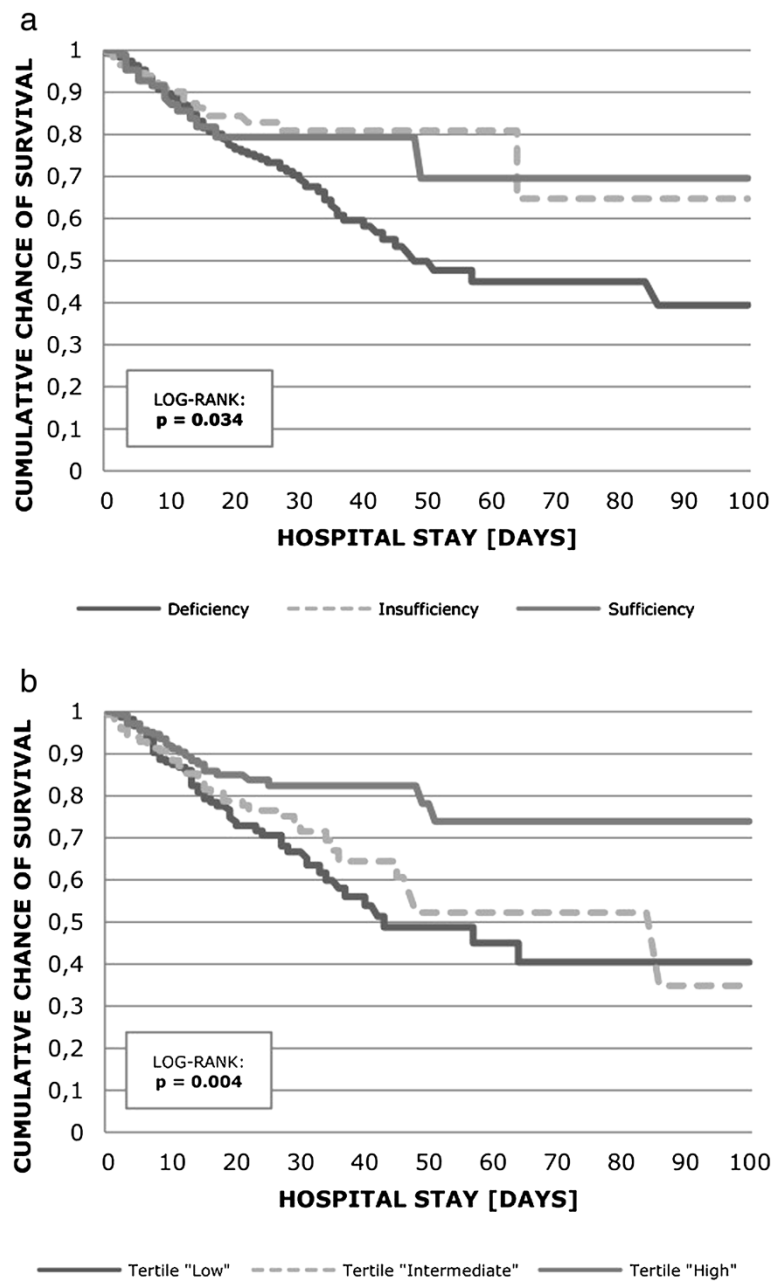 a
CUMULATIVE CHANCE OF SURVIVAL
1
0,9
0,8
0,7
0,6
0,5
0,4
0,3
0,2
0,1
0
LOG-RANK:
p = 0.034
0 10 20 30 40 50 60 70 80 90 100
HOSPITAL STAY [DAYS]
Deficiency Insufficiency Sufficiency
b
CUMULATIVE CHANCE OF SURVIVAL
1
0,9
0,8
0,7
0,6
0,5
0,4
0,3
0,2
0,1
0
LOG-RANK:
p = 0.004
0 10 20 30 40 50 60 70 80 90 100
HOSPITAL STAY [DAYS]
Tertile "Low" Tertile "Intermediate" Tertile "High"